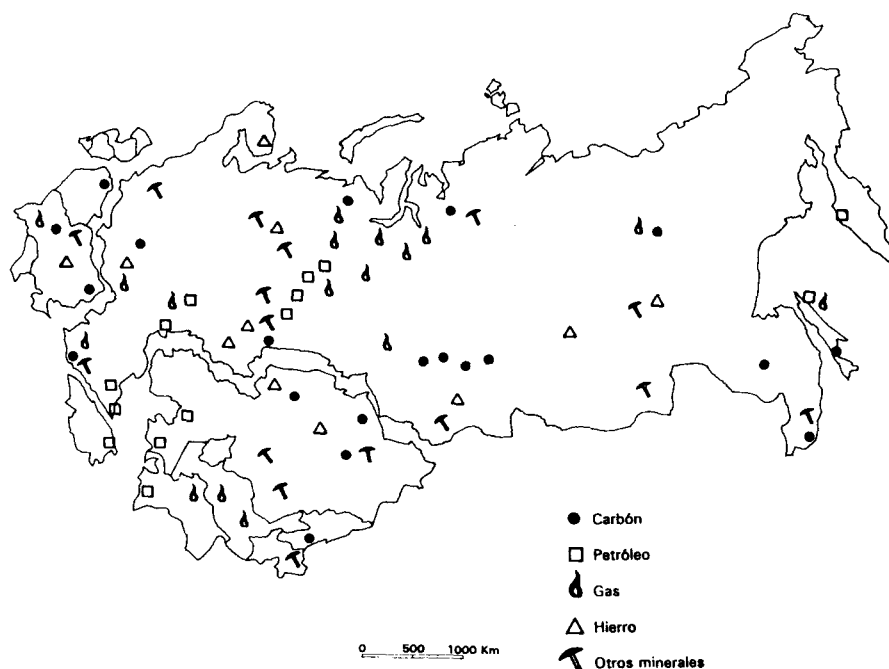 Carbón
Petróleo
Gas
Hierro
0 500 1000 Km
Otros minerales